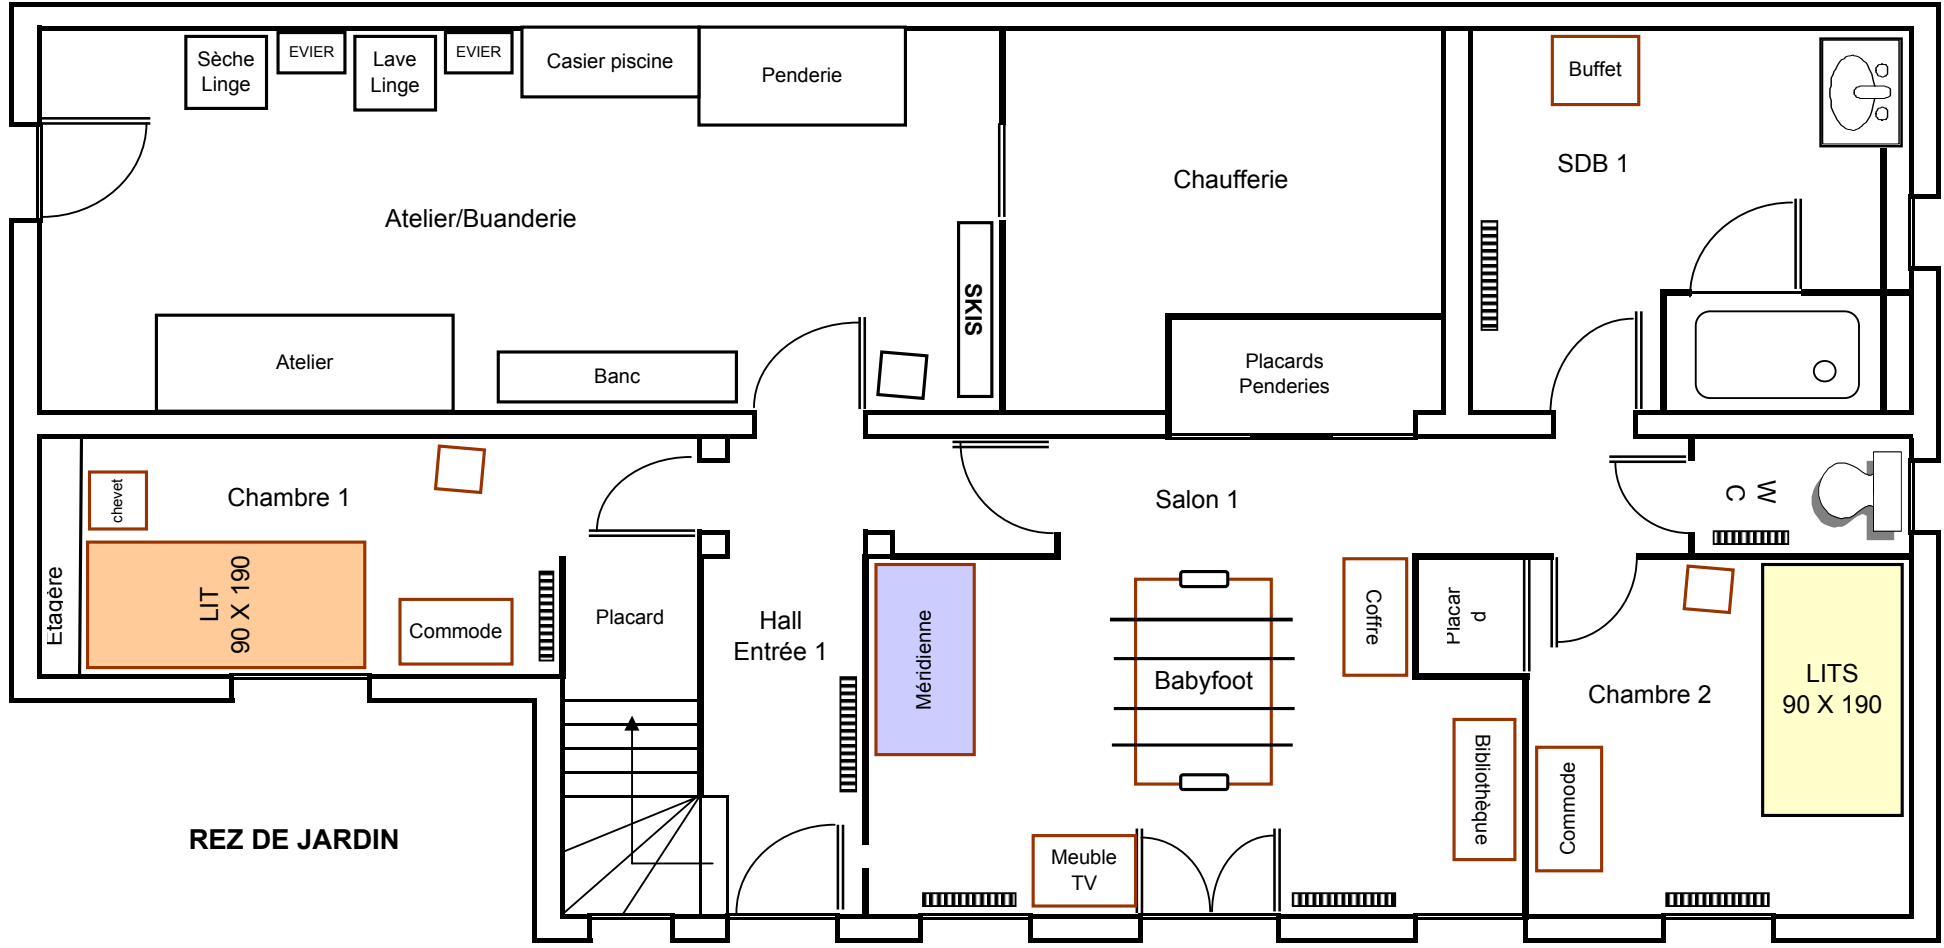 Sèche
Linge
EVIER
Lave
Linge
EVIER
Casier piscine
Penderie
Buffet
SDB 1
Chaufferie
Atelier/Buanderie
SKIS
Atelier
Banc
Placards
Penderies
chevet
Chambre 1
Salon 1
W
C
Etagère
LIT
90 X 190
Commode
Placard
Hall
Entrée 1
Méridienne
Babyfoot
Coffre
Placar
d
Chambre 2
LITS
90 X 190
Bibliothèque
Commode
REZ DE JARDIN
Meuble
TV